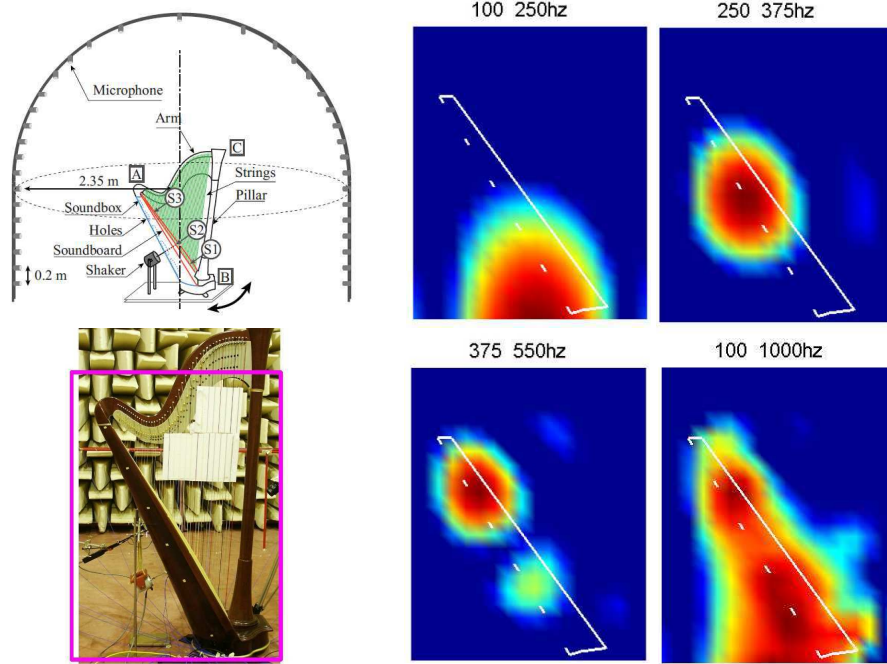 100 250hz
250 375hz
Microphone
Arm
C
A
2.35 m
Strings
S3
Soundbox
Pillar
Holes
S2
Soundboard
S1
Shaker
B
0.2 m
375 550hz
100 1000hz